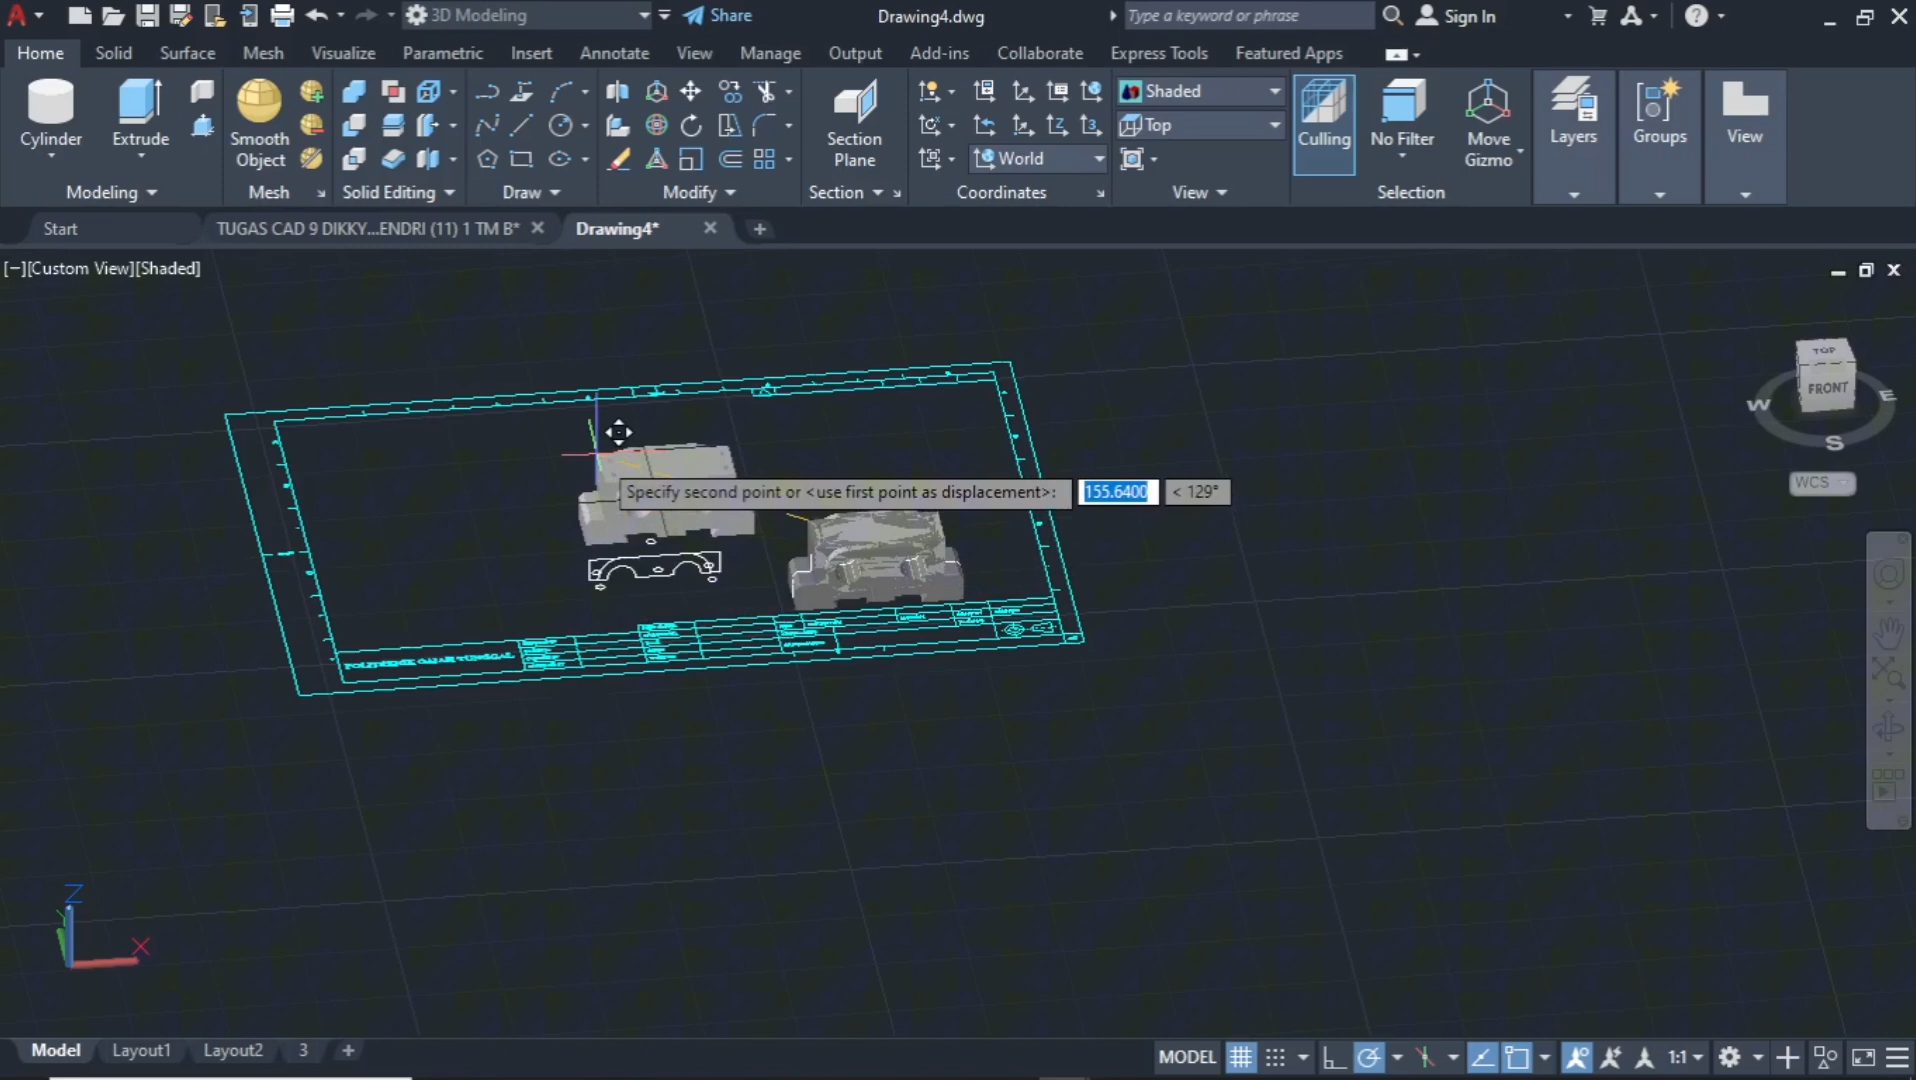 3D Modeling
Share
Drawing4.dwg
Type a keyword or phrase
Sign In
Home
Solid
Surface
Mesh
Visualize
Parametric
Insert
Annotate
View
Manage
Output
Add-ins
Collaborate
Express Tools
Featured Apps
Cylinder
Extrude
Smooth
Object
Section
Plane
World
Shaded
Top
Culling
No Filter
Move
Gizmo
Layers
Groups
View
Modeling
Mesh
Solid Editing
Draw
Modify
Section
Coordinates
View
Selection
Start
TUGAS CAD 9 DIKKY...ENDRI (11) 1 TM B*
Drawing4*
[−][Custom View][Shaded]
TOP
FRONT
W
E
S
WCS
Specify second point or <use first point as displacement>:
155.6400
< 129°
Z
X
Model
Layout1
Layout2
3
MODEL
1:1